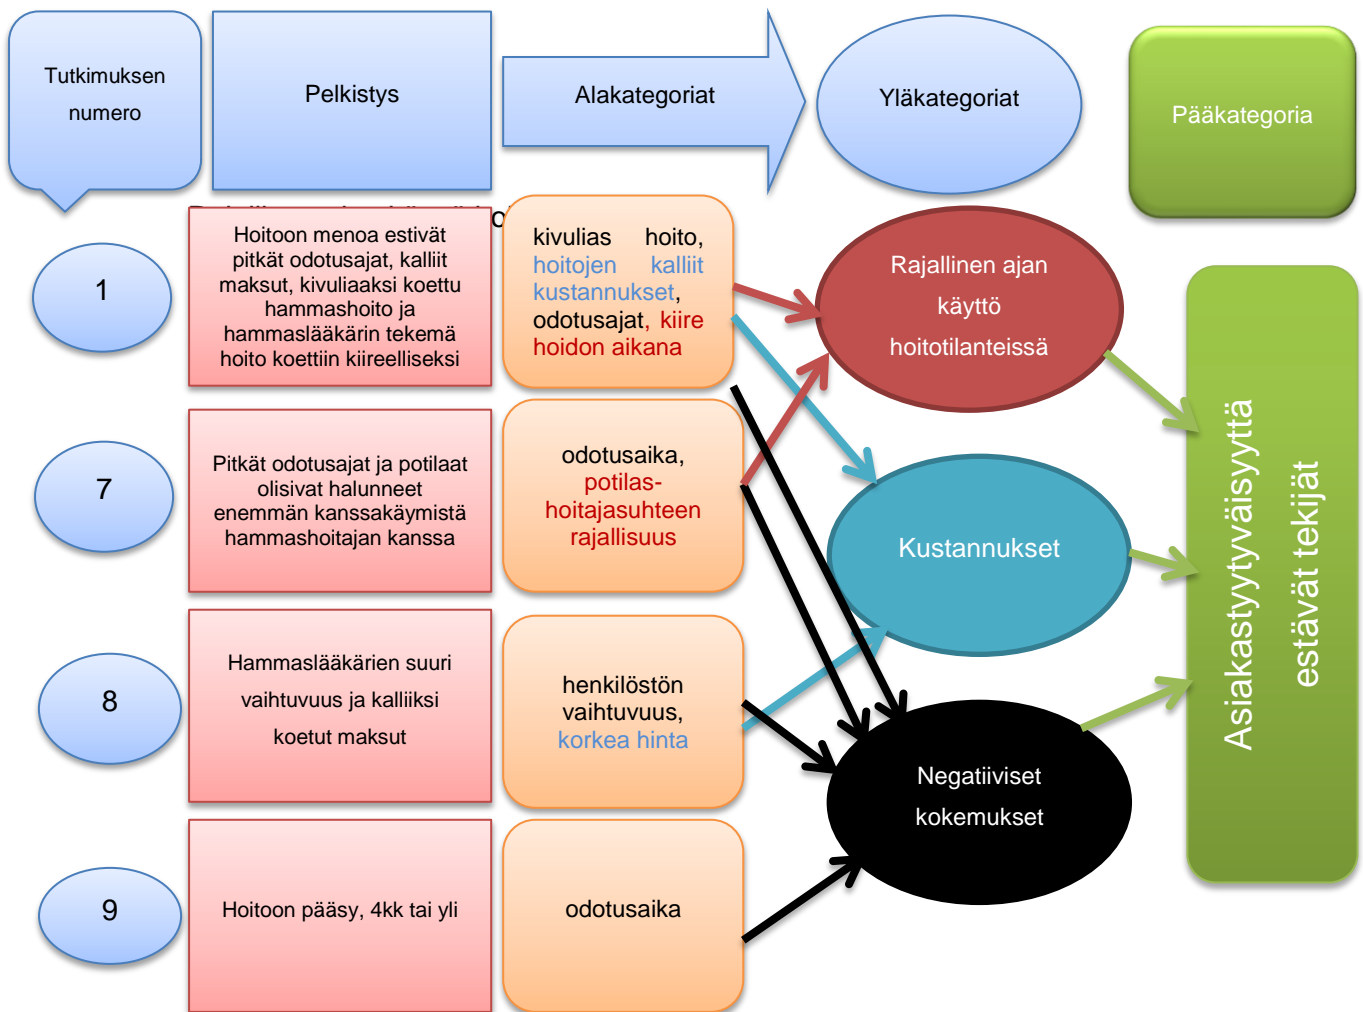 Tutkimuksen
numero
Pelkistys
Alakategoriat
Yläkategoriat
Pääkategoria
1
Hoitoon menoa estivät
pitkät odotusajat, kalliit
maksut, kivuliaaksi koettu
hammashoito ja
hammaslääkärin tekemä
hoito koettiin kiireelliseksi
kivulias hoito,
hoitojen kalliit
kustannukset,
odotusajat, kiire
hoidon aikana
Rajallinen ajan
käyttö
hoitotilanteissä
7
Pitkät odotusajat ja potilaat
olisivat halunneet
enemmän kanssakäymistä
hammashoitajan kanssa
odotusaika,
potilas-
hoitajasuhteen
rajallisuus
Kustannukset
8
Hammaslääkärien suuri
vaihtuvuus ja kalliiksi
koetut maksut
henkilöstön
vaihtuvuus,
korkea hinta
Negatiiviset
kokemukset
9
Hoitoon pääsy, 4kk tai yli
odotusaika
Asiakastyytyväisyyttä
estävät tekijät